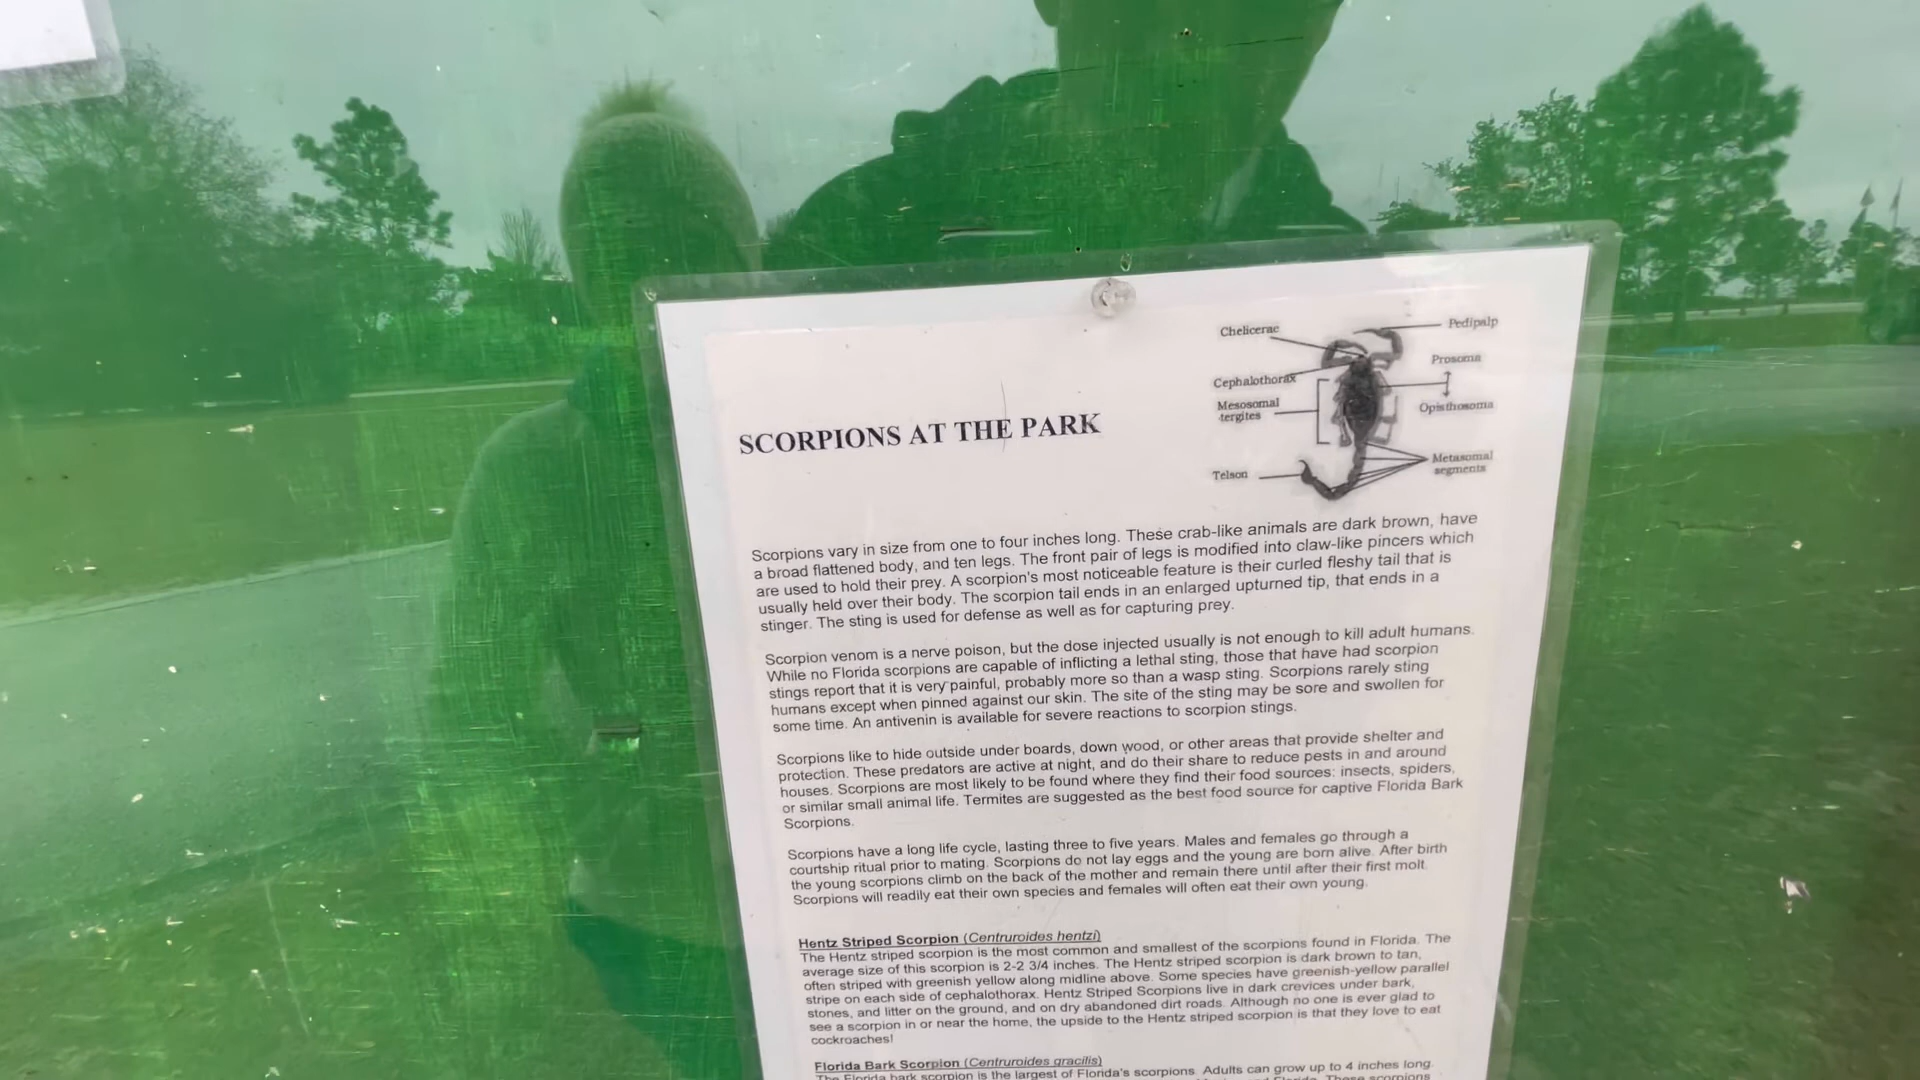 Chelicerae
Pedipalp
Prosoma
Cephalothorax
Mesosomal
tergites
Opisthosoma
Metasomal
segments
Telson
SCORPIONS AT THE PARK
Scorpions vary in size from one to four inches long. These crab-like animals are dark brown, have
a broad flattened body, and ten legs. The front pair of legs is modified into claw-like pincers which
are used to hold their prey. A scorpion's most noticeable feature is their curled fleshy tail that is
usually held over their body. The scorpion tail ends in an enlarged upturned tip, that ends in a
stinger. The sting is used for defense as well as for capturing prey.
Scorpion venom is a nerve poison, but the dose injected usually is not enough to kill adult humans.
While no Florida scorpions are capable of inflicting a lethal sting, those that have had scorpion
stings report that it is very painful, probably more so than a wasp sting. Scorpions rarely sting
humans except when pinned against our skin. The site of the sting may be sore and swollen for
some time. An antivenin is available for severe reactions to scorpion stings.
Scorpions like to hide outside under boards, down wood, or other areas that provide shelter and
protection. These predators are active at night, and do their share to reduce pests in and around
houses. Scorpions are most likely to be found where they find their food sources: insects, spiders,
or similar small animal life. Termites are suggested as the best food source for captive Florida Bark
Scorpions.
Scorpions have a long life cycle, lasting three to five years. Males and females go through a
courtship ritual prior to mating. Scorpions do not lay eggs and the young are born alive. After birth
the young scorpions climb on the back of the mother and remain there until after their first molt.
Scorpions will readily eat their own species and females will often eat their own young.
Hentz Striped Scorpion (Centruroides hentzi)
The Hentz striped scorpion is the most common and smallest of the scorpions found in Florida. The
average size of this scorpion is 2-2 3/4 inches. The Hentz striped scorpion is dark brown to tan,
often striped with greenish yellow along midline above. Some species have greenish-yellow parallel
stripe on each side of cephalothorax. Hentz Striped Scorpions live in dark crevices under bark,
stones, and litter on the ground, and on dry abandoned dirt roads. Although no one is ever glad to
see a scorpion in or near the home, the upside to the Hentz striped scorpion is that they love to eat
cockroaches!
Florida Bark Scorpion (Centruroides gracilis)
The Florida bark scorpion is the largest of Florida's scorpions. Adults can grow up to 4 inches long.